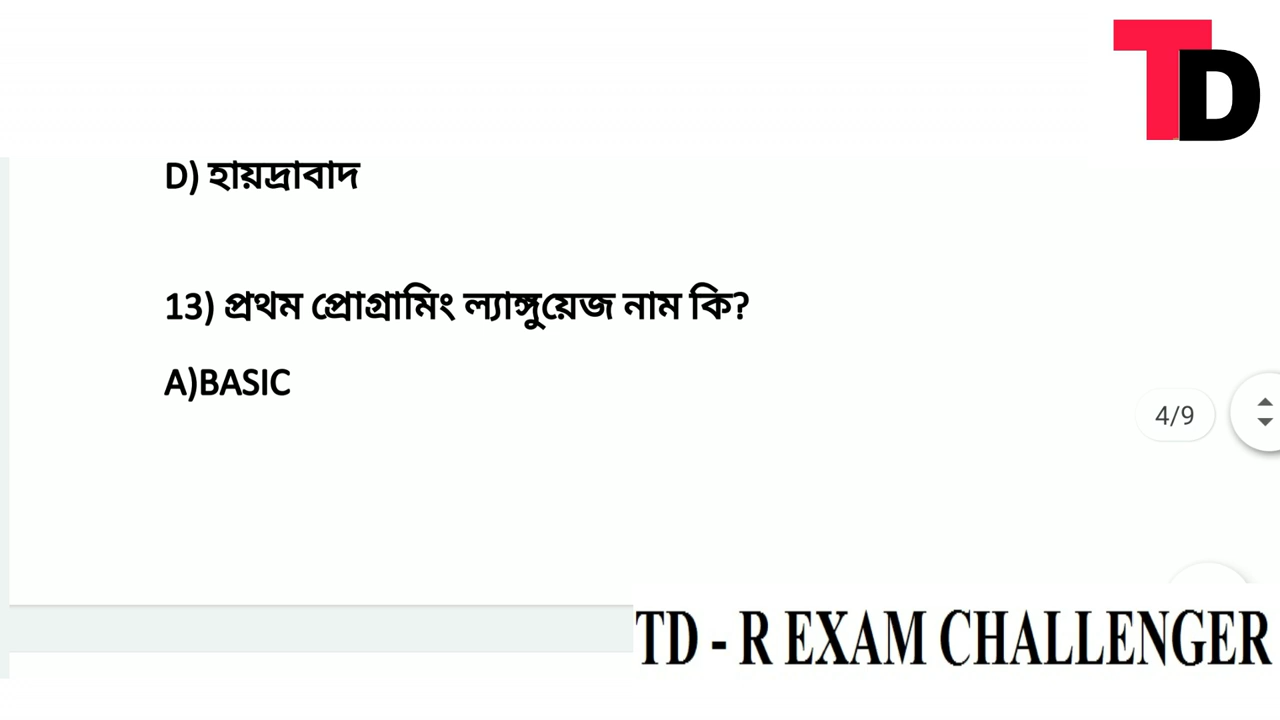 TD
D) হায়দ্রাবাদ
13) প্রথম প্রোগ্রামিং ল্যাঙ্গুয়েজ নাম কি?
A)BASIC
4/9
TD - R EXAM CHALLENGER